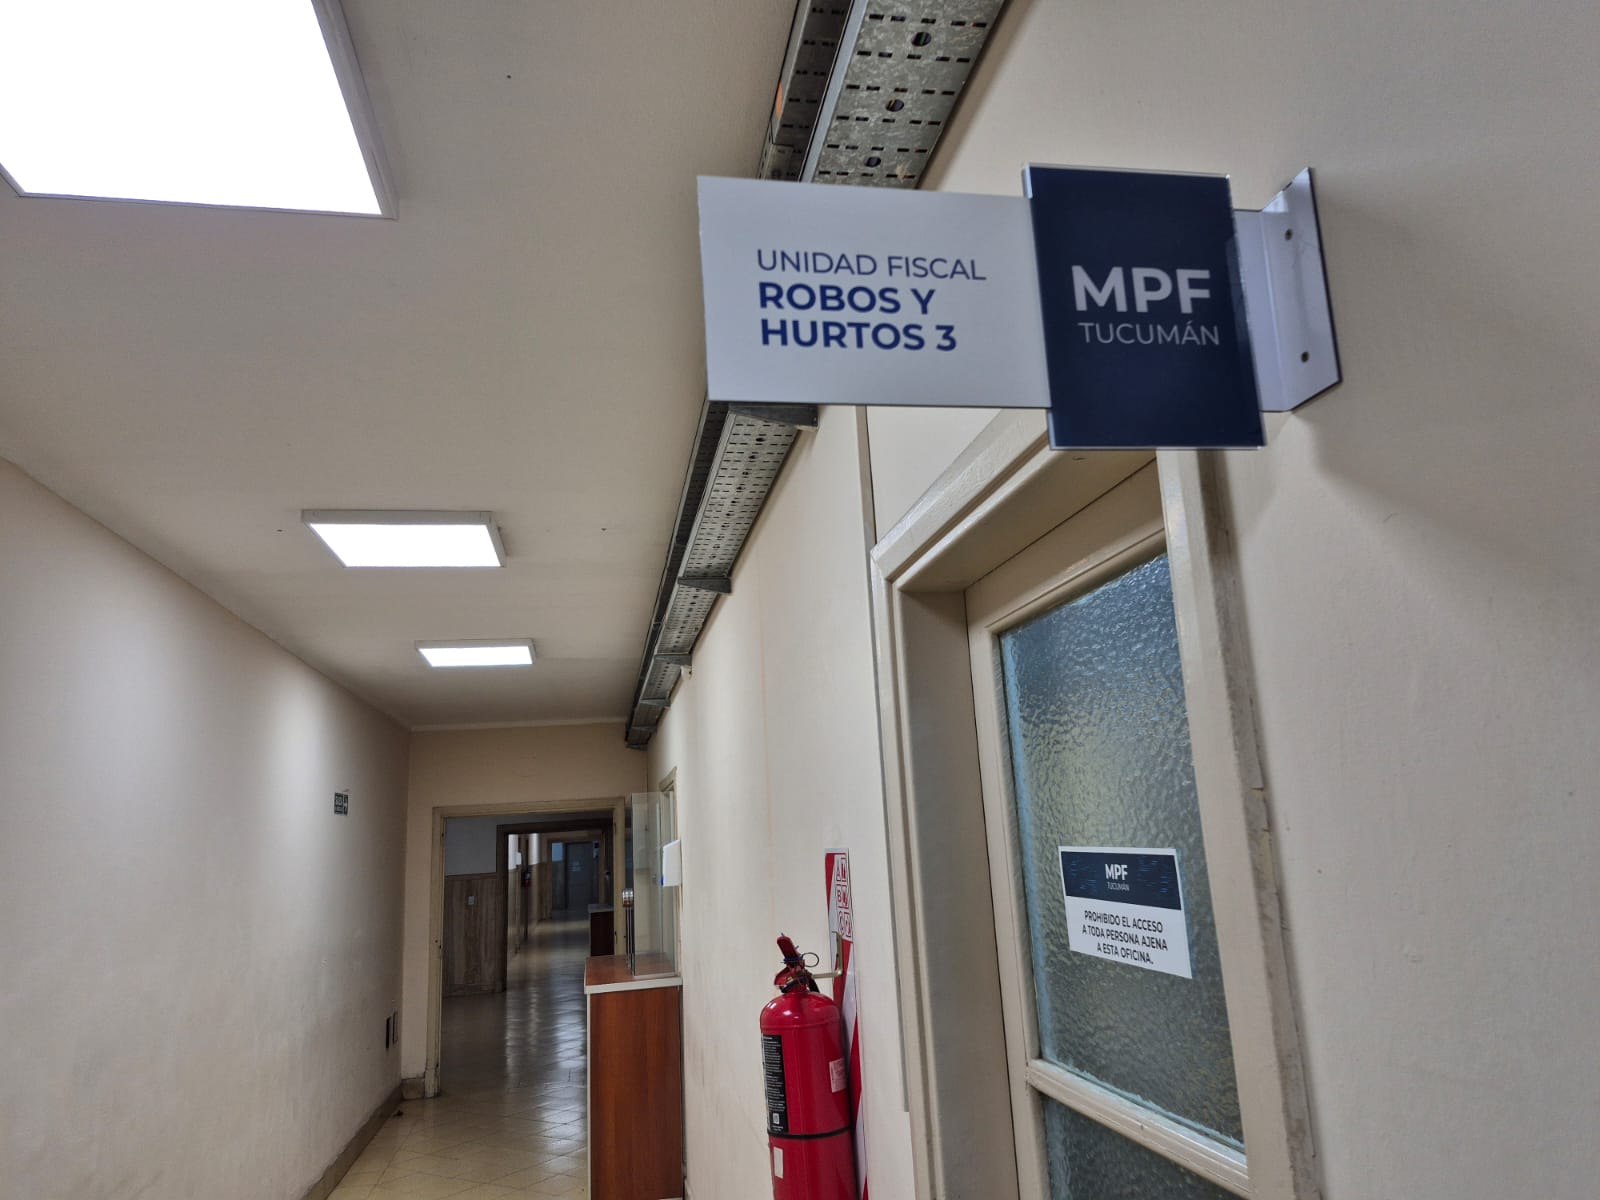 UNIDAD FISCAL
ROBOS Y
HURTOS 3
MPF
TUCUMÁN
MPF
TUCUMÁN
PROHIBIDO EL ACCESO
A TODA PERSONA AJENA
A ESTA OFICINA.
A
B
C